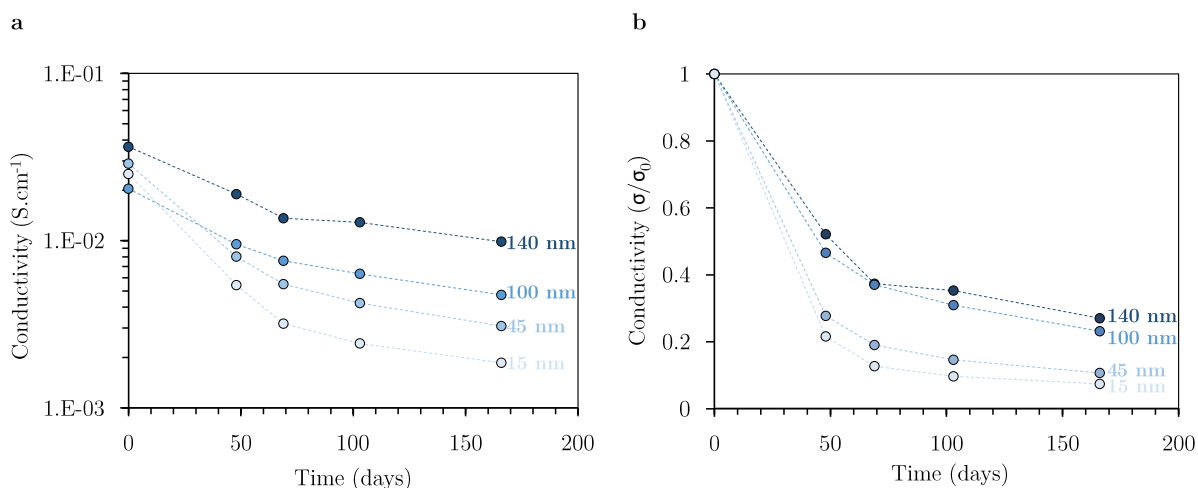 a
1.E-01
1.E-02
1.E-03
Conductivity (S.cm-1)
0
50
100
150
200
Time (days)
140 nm
100 nm
45 nm
15 nm
b
1
0.8
0.6
0.4
0.2
0
Conductivity (σ/σ0)
0
50
100
150
200
Time (days)
140 nm
100 nm
45 nm
15 nm